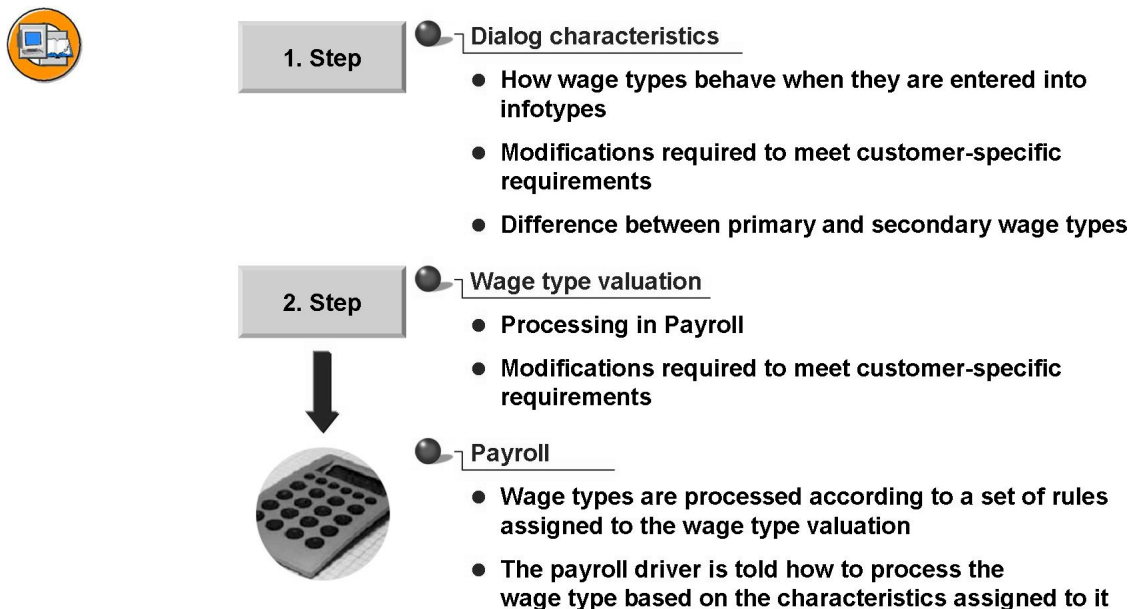 1. Step
Dialog characteristics
How wage types behave when they are entered into
infotypes
Modifications required to meet customer-specific
requirements
Difference between primary and secondary wage types
2. Step
Wage type valuation
Processing in Payroll
Modifications required to meet customer-specific
requirements
Payroll
Wage types are processed according to a set of rules
assigned to the wage type valuation
The payroll driver is told how to process the
wage type based on the characteristics assigned to it